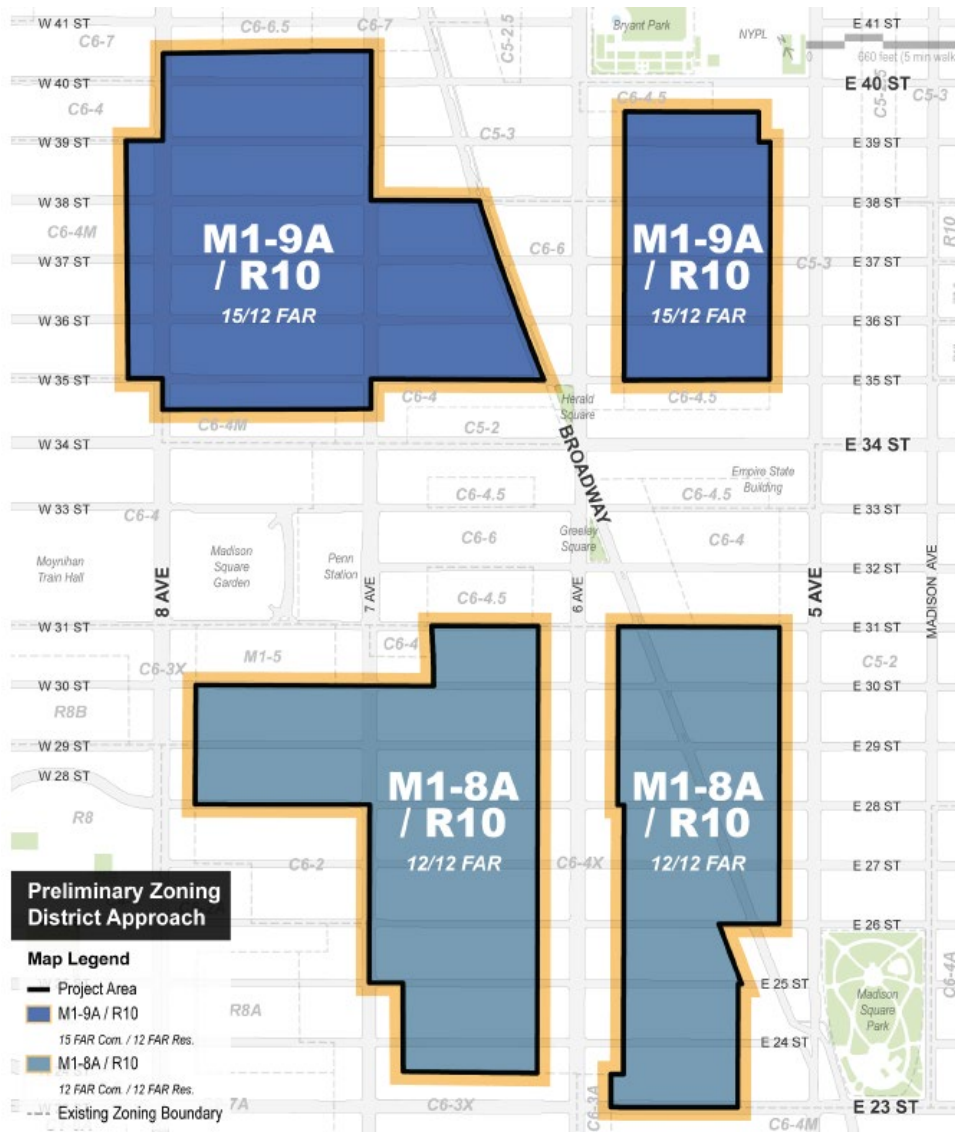 W 41 ST
C6-7
C6-6.5
C6-7
C5-2.5
Bryant Park
NYPL
E 41 ST
0
660 feet (5 min walk
W 40 ST
C6-4
C6-4.5
E 40 ST
C5-2.5
C5-3
W 39 ST
C5-3
E 39 ST
W 38 ST
E 38 ST
C6-4M
R10
M1-9A
/ R10
15/12 FAR
C6-6
M1-9A
/ R10
15/12 FAR
C5-3
W 37 ST
E 37 ST
W 36 ST
E 36 ST
W 35 ST
E 35 ST
C6-4
Herald
Square
C6-4.5
C6-4M
C5-2
W 34 ST
E 34 ST
BROADWAY
Empire State
Building
C6-4.5
C6-4.5
W 33 ST
C6-4
E 33 ST
C6-6
Greeley
Square
C6-4
Moynihan
Train Hall
Madison
Square
Garden
Penn
Station
8 AVE
7 AVE
6 AVE
5 AVE
MADISON AVE
E 32 ST
C6-4.5
W 31 ST
E 31 ST
C6-4
M1-5
C6-3X
C5-2
W 30 ST
E 30 ST
R8B
W 29 ST
E 29 ST
W 28 ST
R8
M1-8A
/ R10
12/12 FAR
M1-8A
/ R10
12/12 FAR
E 28 ST
C6-2
C6-4X
E 27 ST
E 26 ST
E 25 ST
R8A
Madison
Square
Park
C6-4A
E 24 ST
C6-3A
C6-3X
E 23 ST
C6-4M
7A
Preliminary Zoning
District Approach
Map Legend
Project Area
M1-9A / R10
15 FAR Com. / 12 FAR Res.
M1-8A / R10
12 FAR Com. / 12 FAR Res.
Existing Zoning Boundary